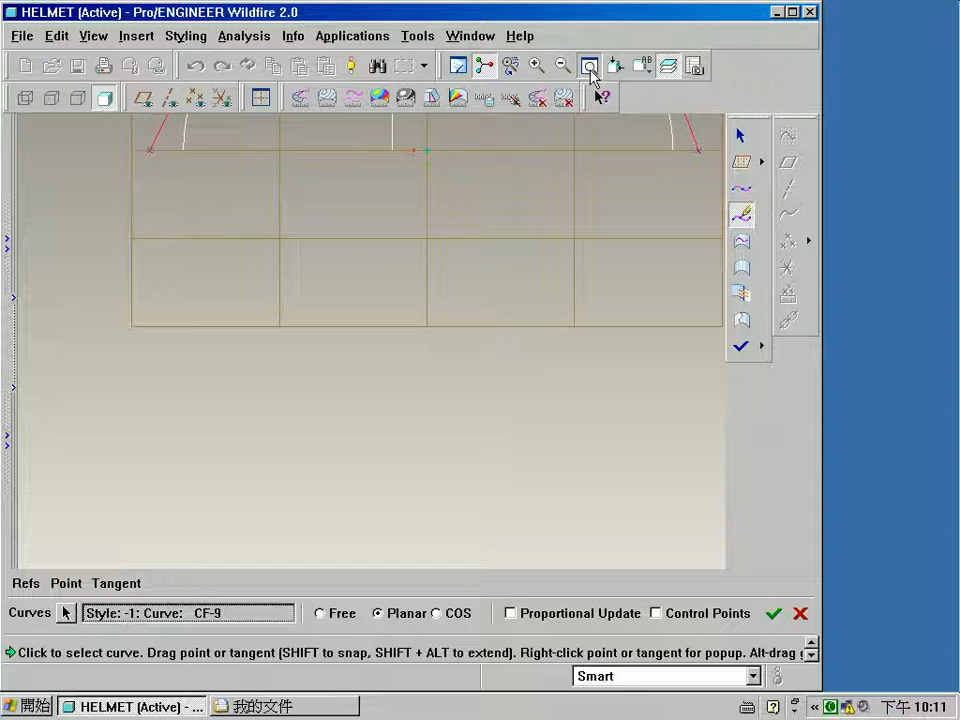 HELMET (Active) - Pro/ENGINEER Wildfire 2.0
File Edit View Insert Styling Analysis Info Applications Tools Window Help
Refs Point Tangent
Curves Style: -1: Curve: CF-9 Free Planar COS Proportional Update Control Points
Click to select curve. Drag point or tangent (SHIFT to snap, SHIFT + ALT to extend). Right-click point or tangent for popup. Alt-drag
Smart
開始 HELMET (Active) - ... 我的文件 « 下午 10:11